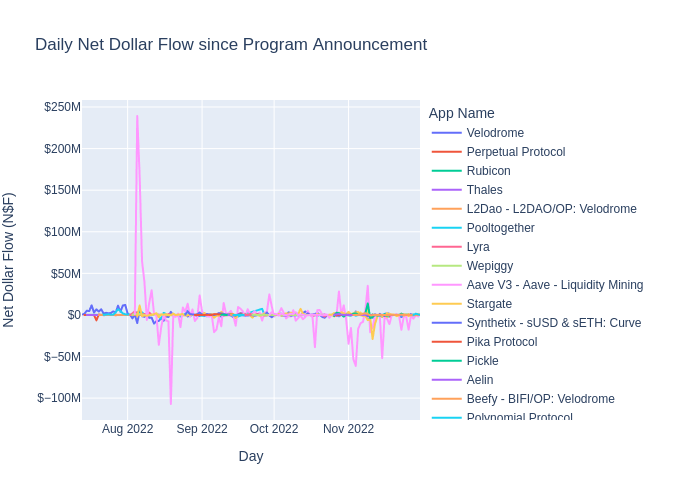 Daily Net Dollar Flow since Program Announcement
$250M
$200M
$150M
$100M
$50M
$0
$−50M
$−100M
Net Dollar Flow (N$F)
Aug 2022
Sep 2022
Oct 2022
Nov 2022
Day
App Name
Velodrome
Perpetual Protocol
Rubicon
Thales
L2Dao - L2DAO/OP: Velodrome
Pooltogether
Lyra
Wepiggy
Aave V3 - Aave - Liquidity Mining
Stargate
Synthetix - sUSD & sETH: Curve
Pika Protocol
Pickle
Aelin
Beefy - BIFI/OP: Velodrome
Polynomial Protocol